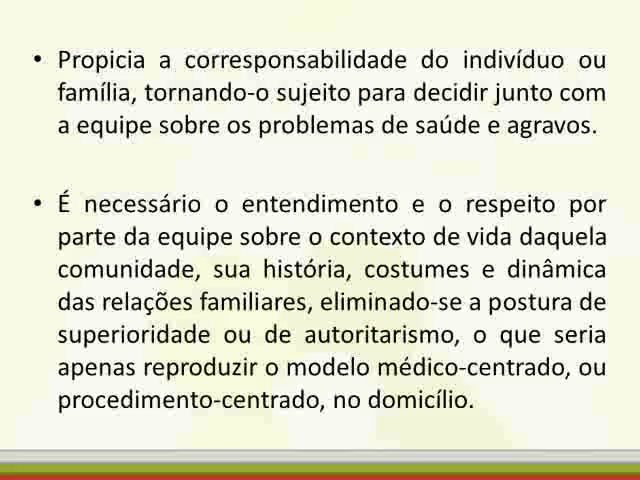 • Propicia a corresponsabilidade do indivíduo ou
família, tornando-o sujeito para decidir junto com
a equipe sobre os problemas de saúde e agravos.
• É necessário o entendimento e o respeito por
parte da equipe sobre o contexto de vida daquela
comunidade, sua história, costumes e dinâmica
das relações familiares, eliminado-se a postura de
superioridade ou de autoritarismo, o que seria
apenas reproduzir o modelo médico-centrado, ou
procedimento-centrado, no domicílio.